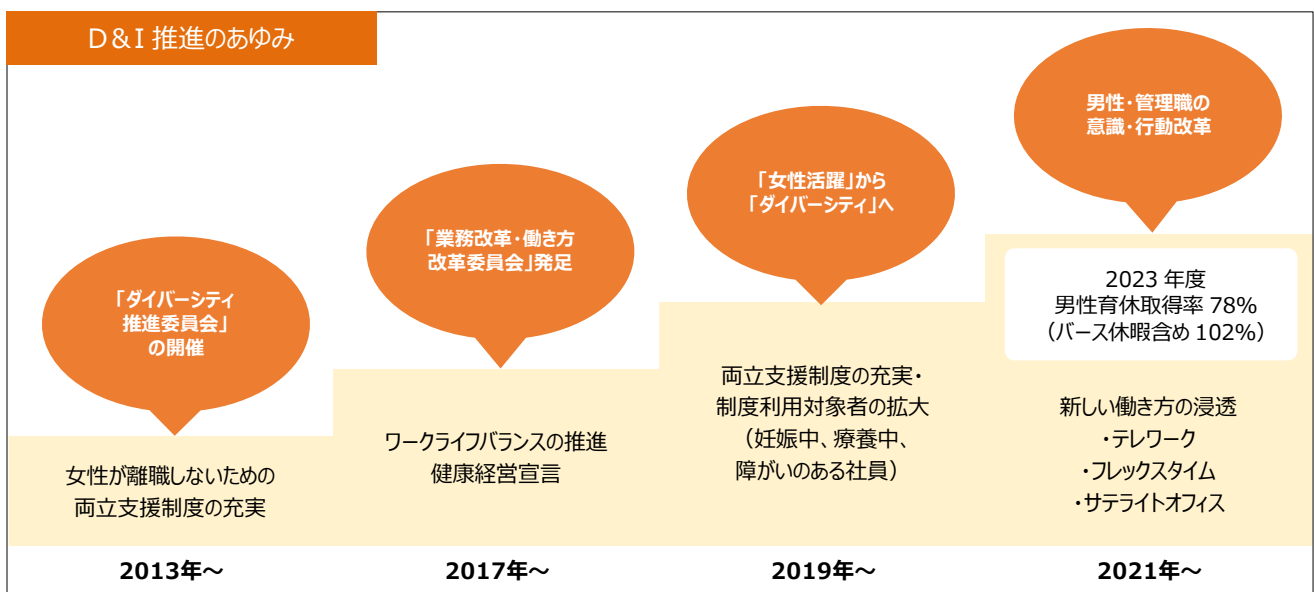 D&I 推進のあゆみ
「ダイバーシティ
推進委員会」
の開催
女性が離職しないための
両立支援制度の充実
2013年~
「業務改革・働き方
改革委員会」発足
ワークライフバランスの推進
健康経営宣言
2017年~
「女性活躍」から
「ダイバーシティ」へ
両立支援制度の充実・
制度利用対象者の拡大
(妊娠中、療養中、
障がいのある社員)
2019年~
男性・管理職の
意識・行動改革
2023 年度
男性育休取得率 78%
(バース休暇含め 102%)
新しい働き方の浸透
・テレワーク
・フレックスタイム
・サテライトオフィス
2021年~